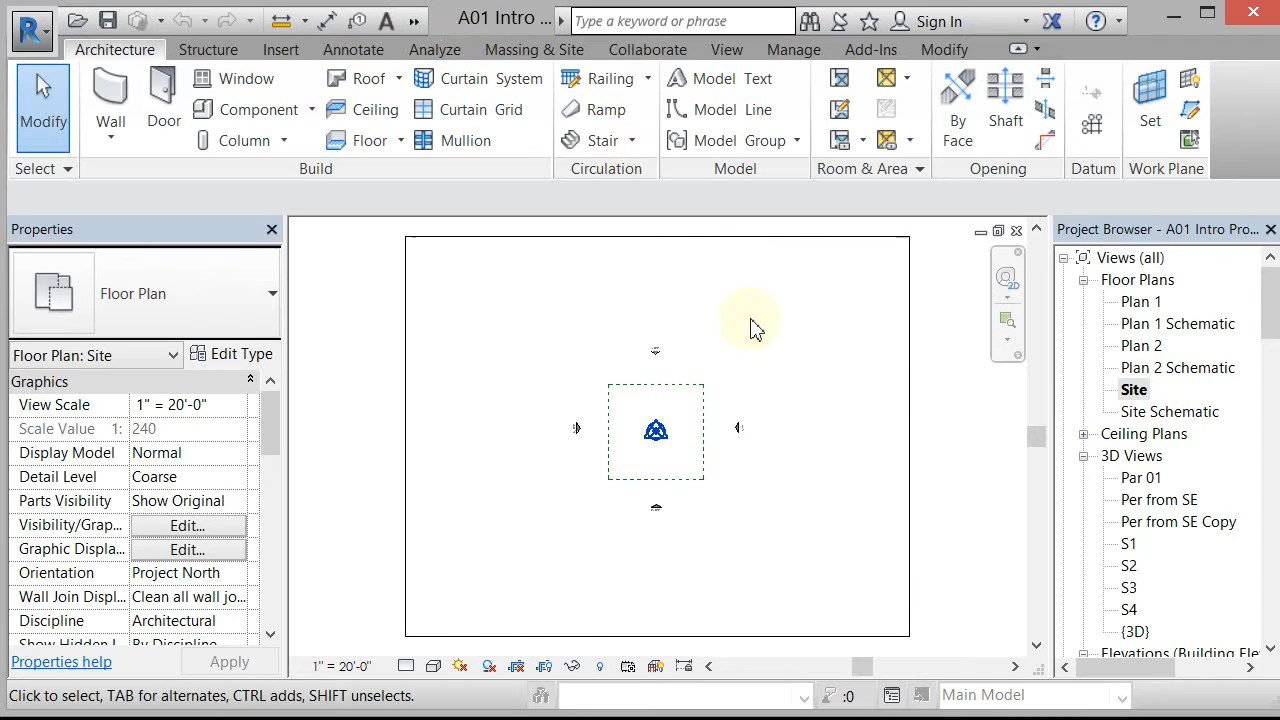 A01 Intro ...
Type a keyword or phrase
Sign In
Architecture Structure Insert Annotate Analyze Massing & Site Collaborate View Manage Add-Ins Modify
Modify
Wall
Door
Window
Component
Column
Roof
Ceiling
Floor
Curtain System
Curtain Grid
Mullion
Railing
Ramp
Stair
Model Text
Model Line
Model Group
By
Face
Shaft
Set
Select Build Circulation Model Room & Area Opening Datum Work Plane
Properties
Floor Plan
Floor Plan: Site Edit Type
Graphics
View Scale 1" = 20'-0"
Scale Value 1: 240
Display Model Normal
Detail Level Coarse
Parts Visibility Show Original
Visibility/Grap... Edit...
Graphic Displa... Edit...
Orientation Project North
Wall Join Displ... Clean all wall jo...
Discipline Architectural
Show Hidden L... By Discipline
Properties help Apply
2D
1" = 20'-0"
Project Browser - A01 Intro Pro...
Views (all)
Floor Plans
Plan 1
Plan 1 Schematic
Plan 2
Plan 2 Schematic
Site
Site Schematic
Ceiling Plans
3D Views
Par 01
Per from SE
Per from SE Copy
S1
S2
S3
S4
{3D}
Elevations (Building Ele
Click to select, TAB for alternates, CTRL adds, SHIFT unselects.
:0
Main Model